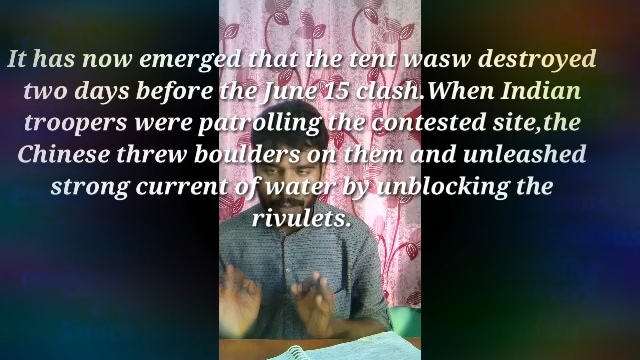 It has now emerged that the tent wasw destroyed
two days before the June 15 clash.When Indian
troopers were patrolling the contested site,the
Chinese threw boulders on them and unleashed
strong current of water by unblocking the
rivulets.